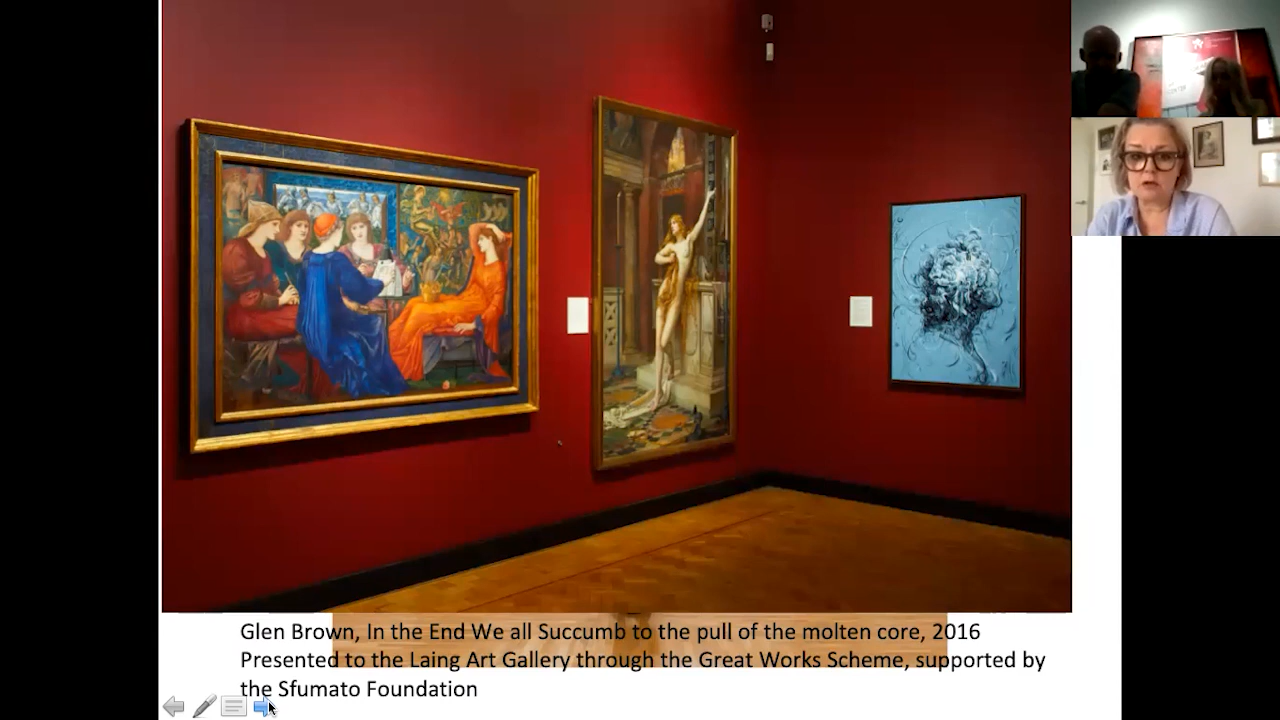 Glen Brown, In the End We all Succumb to the pull of the molten core, 2016
Presented to the Laing Art Gallery through the Great Works Scheme, supported by
the Sfumato Foundation